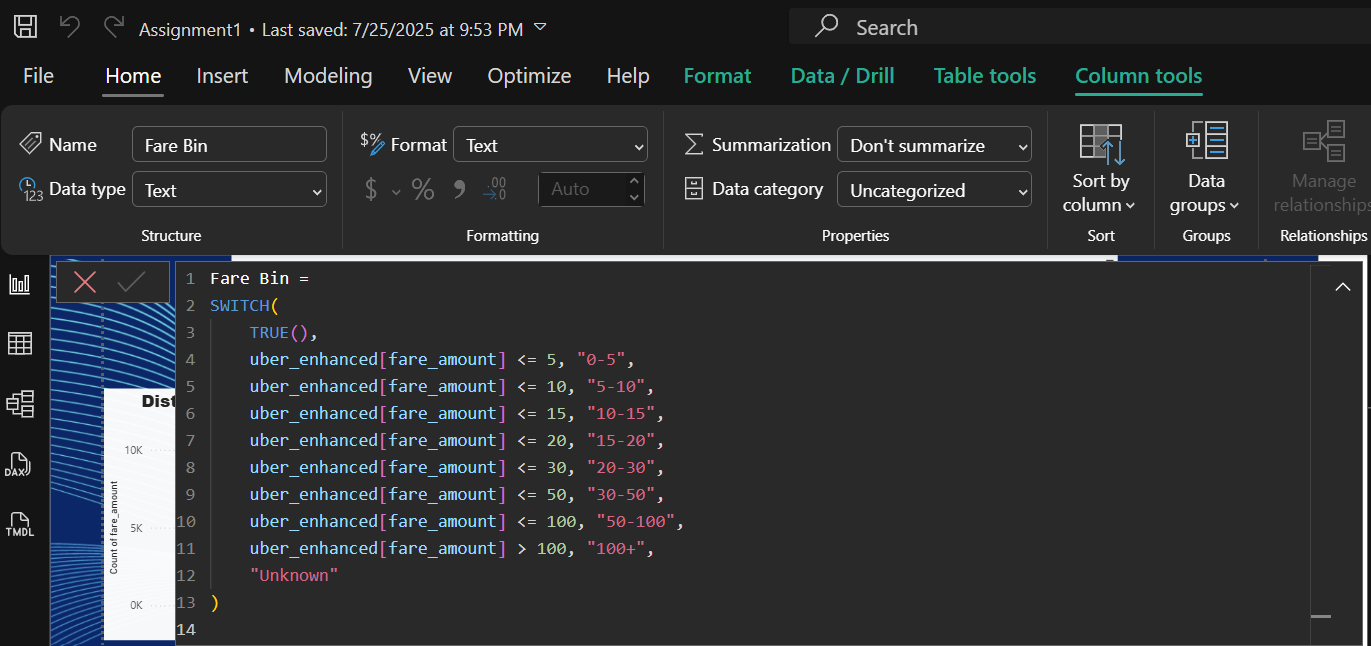 Assignment1 • Last saved: 7/25/2025 at 9:53 PM
Search
File Home Insert Modeling View Optimize Help Format Data / Drill Table tools Column tools
Name Fare Bin
Data type Text
Structure
Format Text
$ % 9 .00 Auto
Formatting
Summarization Don't summarize
Data category Uncategorized
Properties
Sort by
column
Sort
Data
groups
Groups
Manage
relationships
Relationships
1 Fare Bin =
2 SWITCH(
3 TRUE(),
4 uber_enhanced[fare_amount] <= 5, "0-5",
5 uber_enhanced[fare_amount] <= 10, "5-10",
6 uber_enhanced[fare_amount] <= 15, "10-15",
7 uber_enhanced[fare_amount] <= 20, "15-20",
8 uber_enhanced[fare_amount] <= 30, "20-30",
9 uber_enhanced[fare_amount] <= 50, "30-50",
10 uber_enhanced[fare_amount] <= 100, "50-100",
11 uber_enhanced[fare_amount] > 100, "100+",
12 "Unknown"
13 )
14
DAX
TMDL
Dist
10K
5K
0K
Count of fare_amount